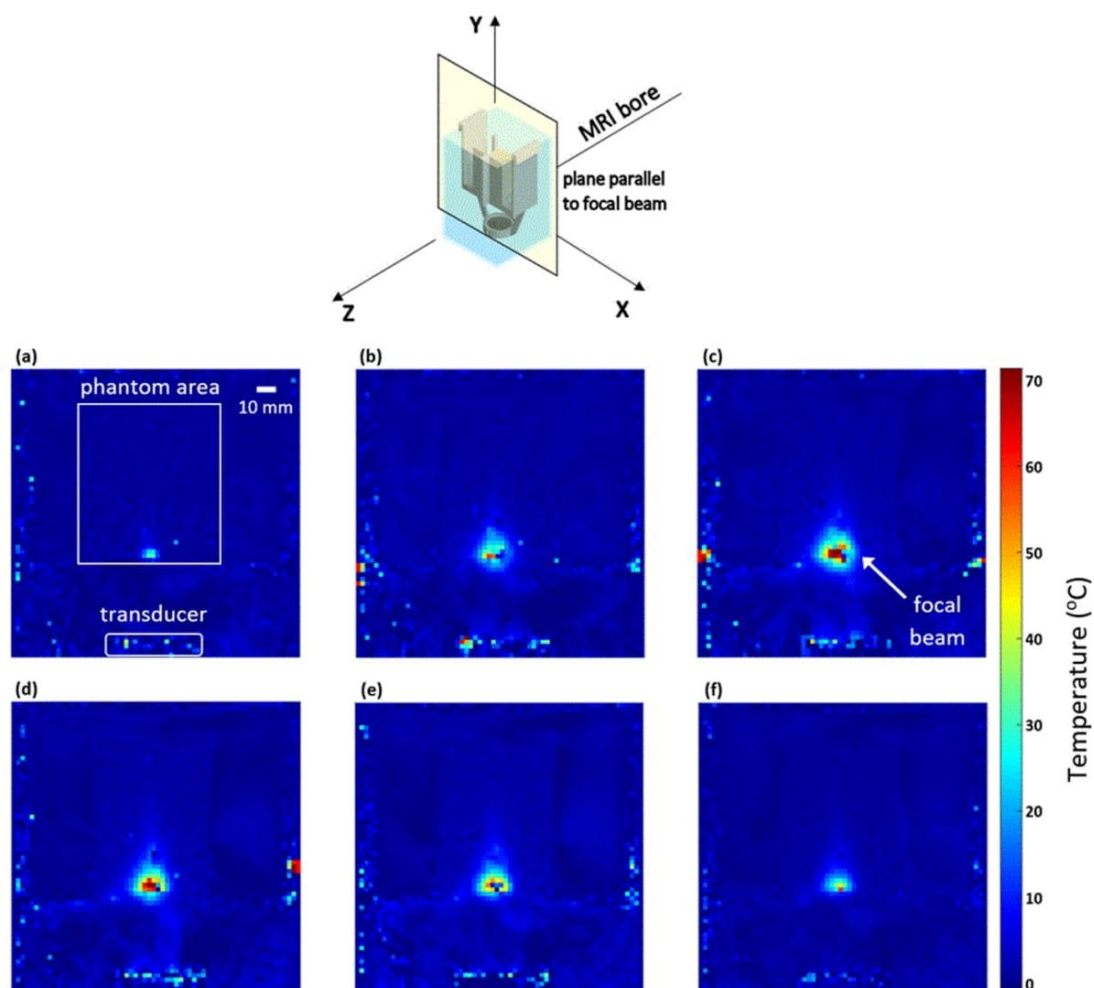 Y
MRI bore
plane parallel
to focal beam
Z
X
(a)
(b)
(c)
phantom area
10 mm
transducer
focal
beam
(d)
(e)
(f)
70
60
50
40
30
20
10
0
Temperature (°C)